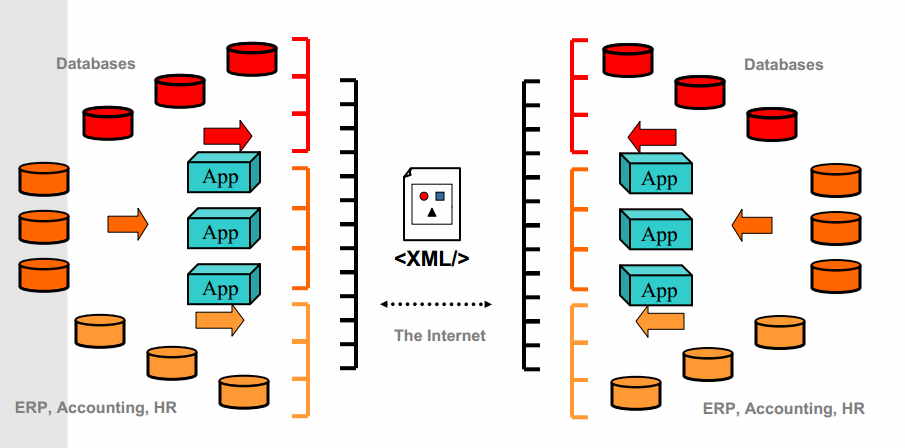 Databases
Databases
App
App
App
App
App
App
<XML/>
The Internet
ERP, Accounting, HR
ERP, Accounting, HR